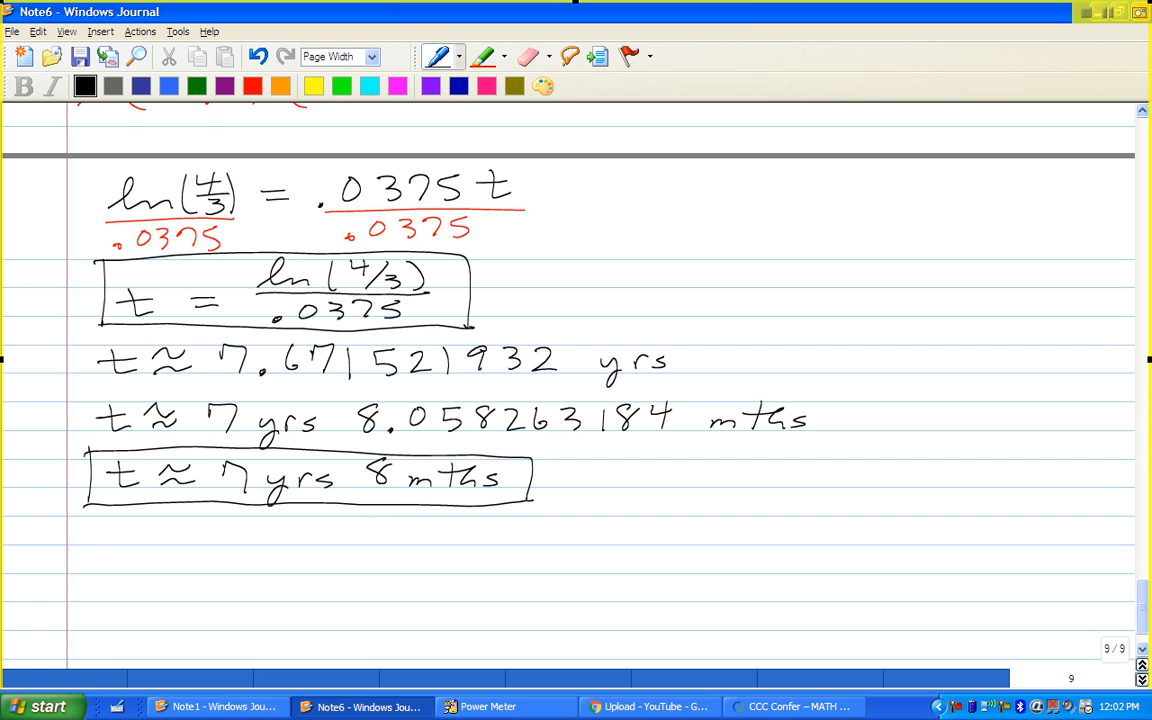 Note6 - Windows Journal
File Edit View Insert Actions Tools Help
Page Width
B I
ln(4/3) = .0375 t
.0375 .0375
t = ln(4/3)
.0375
t ≈ 7.671521932 yrs
t ≈ 7 yrs 8.058263184 mths
t ≈ 7 yrs 8 mths
9 / 9
9
start Note1 - Windows Jou... Note6 - Windows Jou... Power Meter Upload - YouTube - G... CCC Confer – MATH ... 12:02 PM